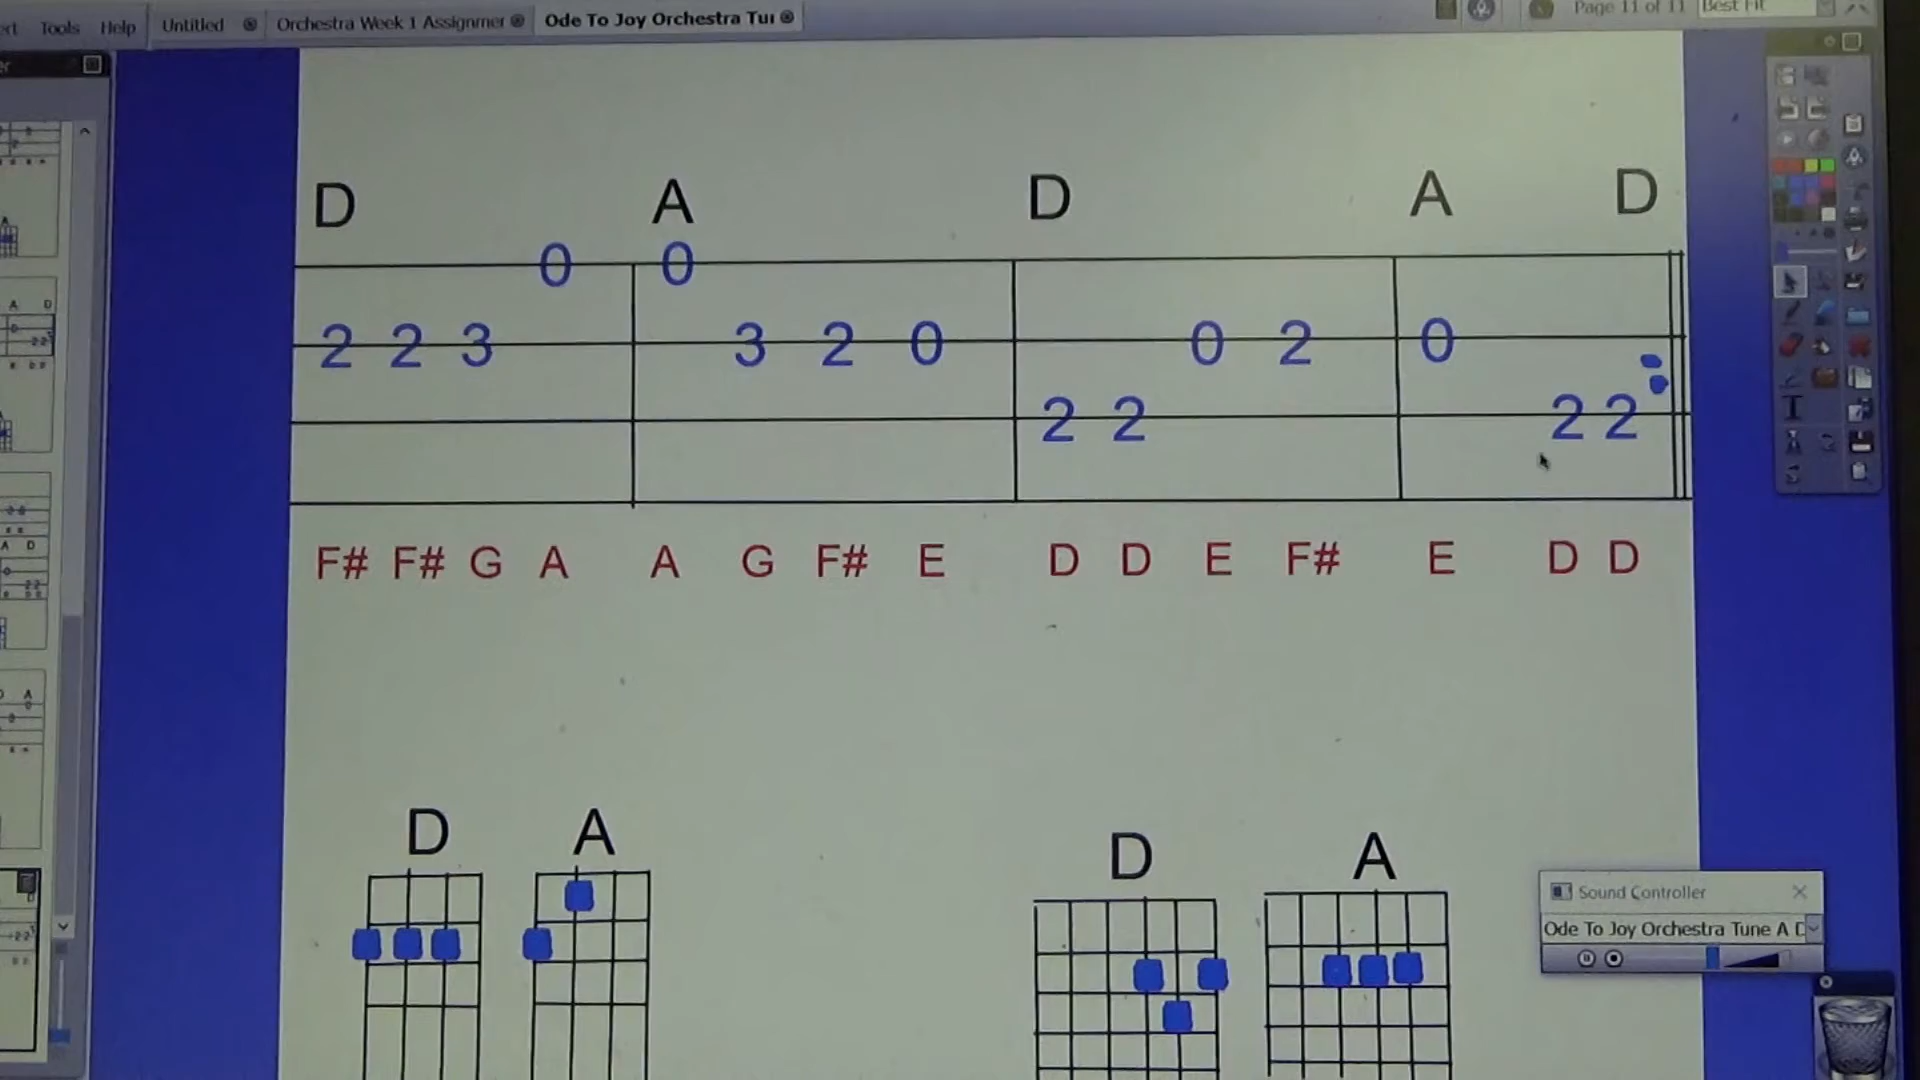 Tools Help Untitled Orchestra Week 1 Ode To Joy Orchestra Page 11 of 11 Best Fit
D A D A D
0 0
2 2 3 3 2 0 0 2 0
2 2 2 2
F# F# G A A G F# E D D E F# E D D
D A D A
Sound Controller
Ode To Joy Orchestra Tune A